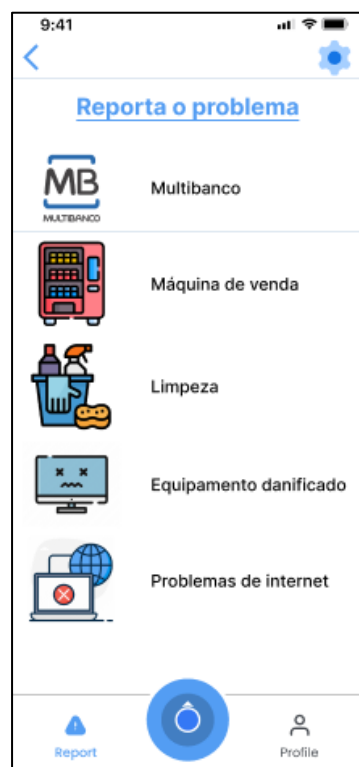 9:41
Reporta o problema
MB
MULTIBANCO
Multibanco
Máquina de venda
Limpeza
Equipamento danificado
Problemas de internet
Report
Profile